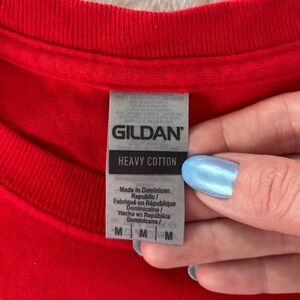 GILDAN
HEAVY COTTON
Made in Dominican
Republic /
Fabriqué en République
Dominicaine /
Hecho en República
Dominicana /
M M M